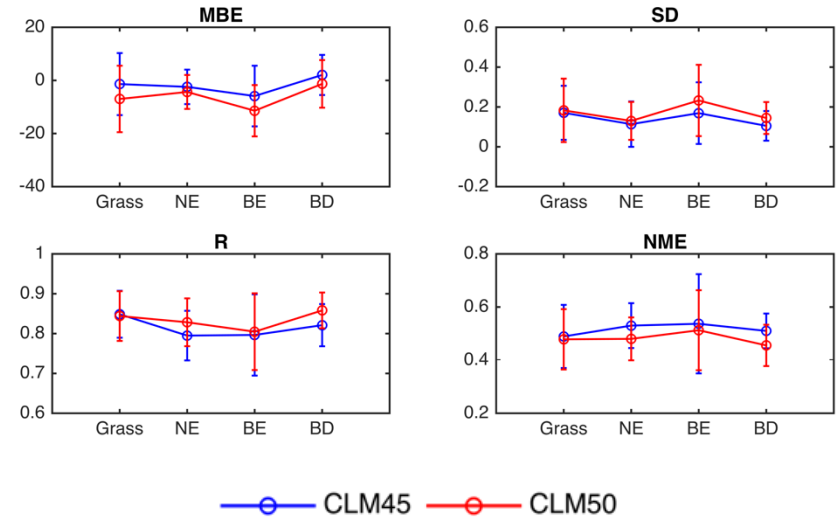 MBE
20
0
-20
-40
Grass NE BE BD
SD
0.6
0.4
0.2
0
-0.2
Grass NE BE BD
R
1
0.9
0.8
0.7
0.6
Grass NE BE BD
NME
0.8
0.6
0.4
0.2
Grass NE BE BD
CLM45 CLM50